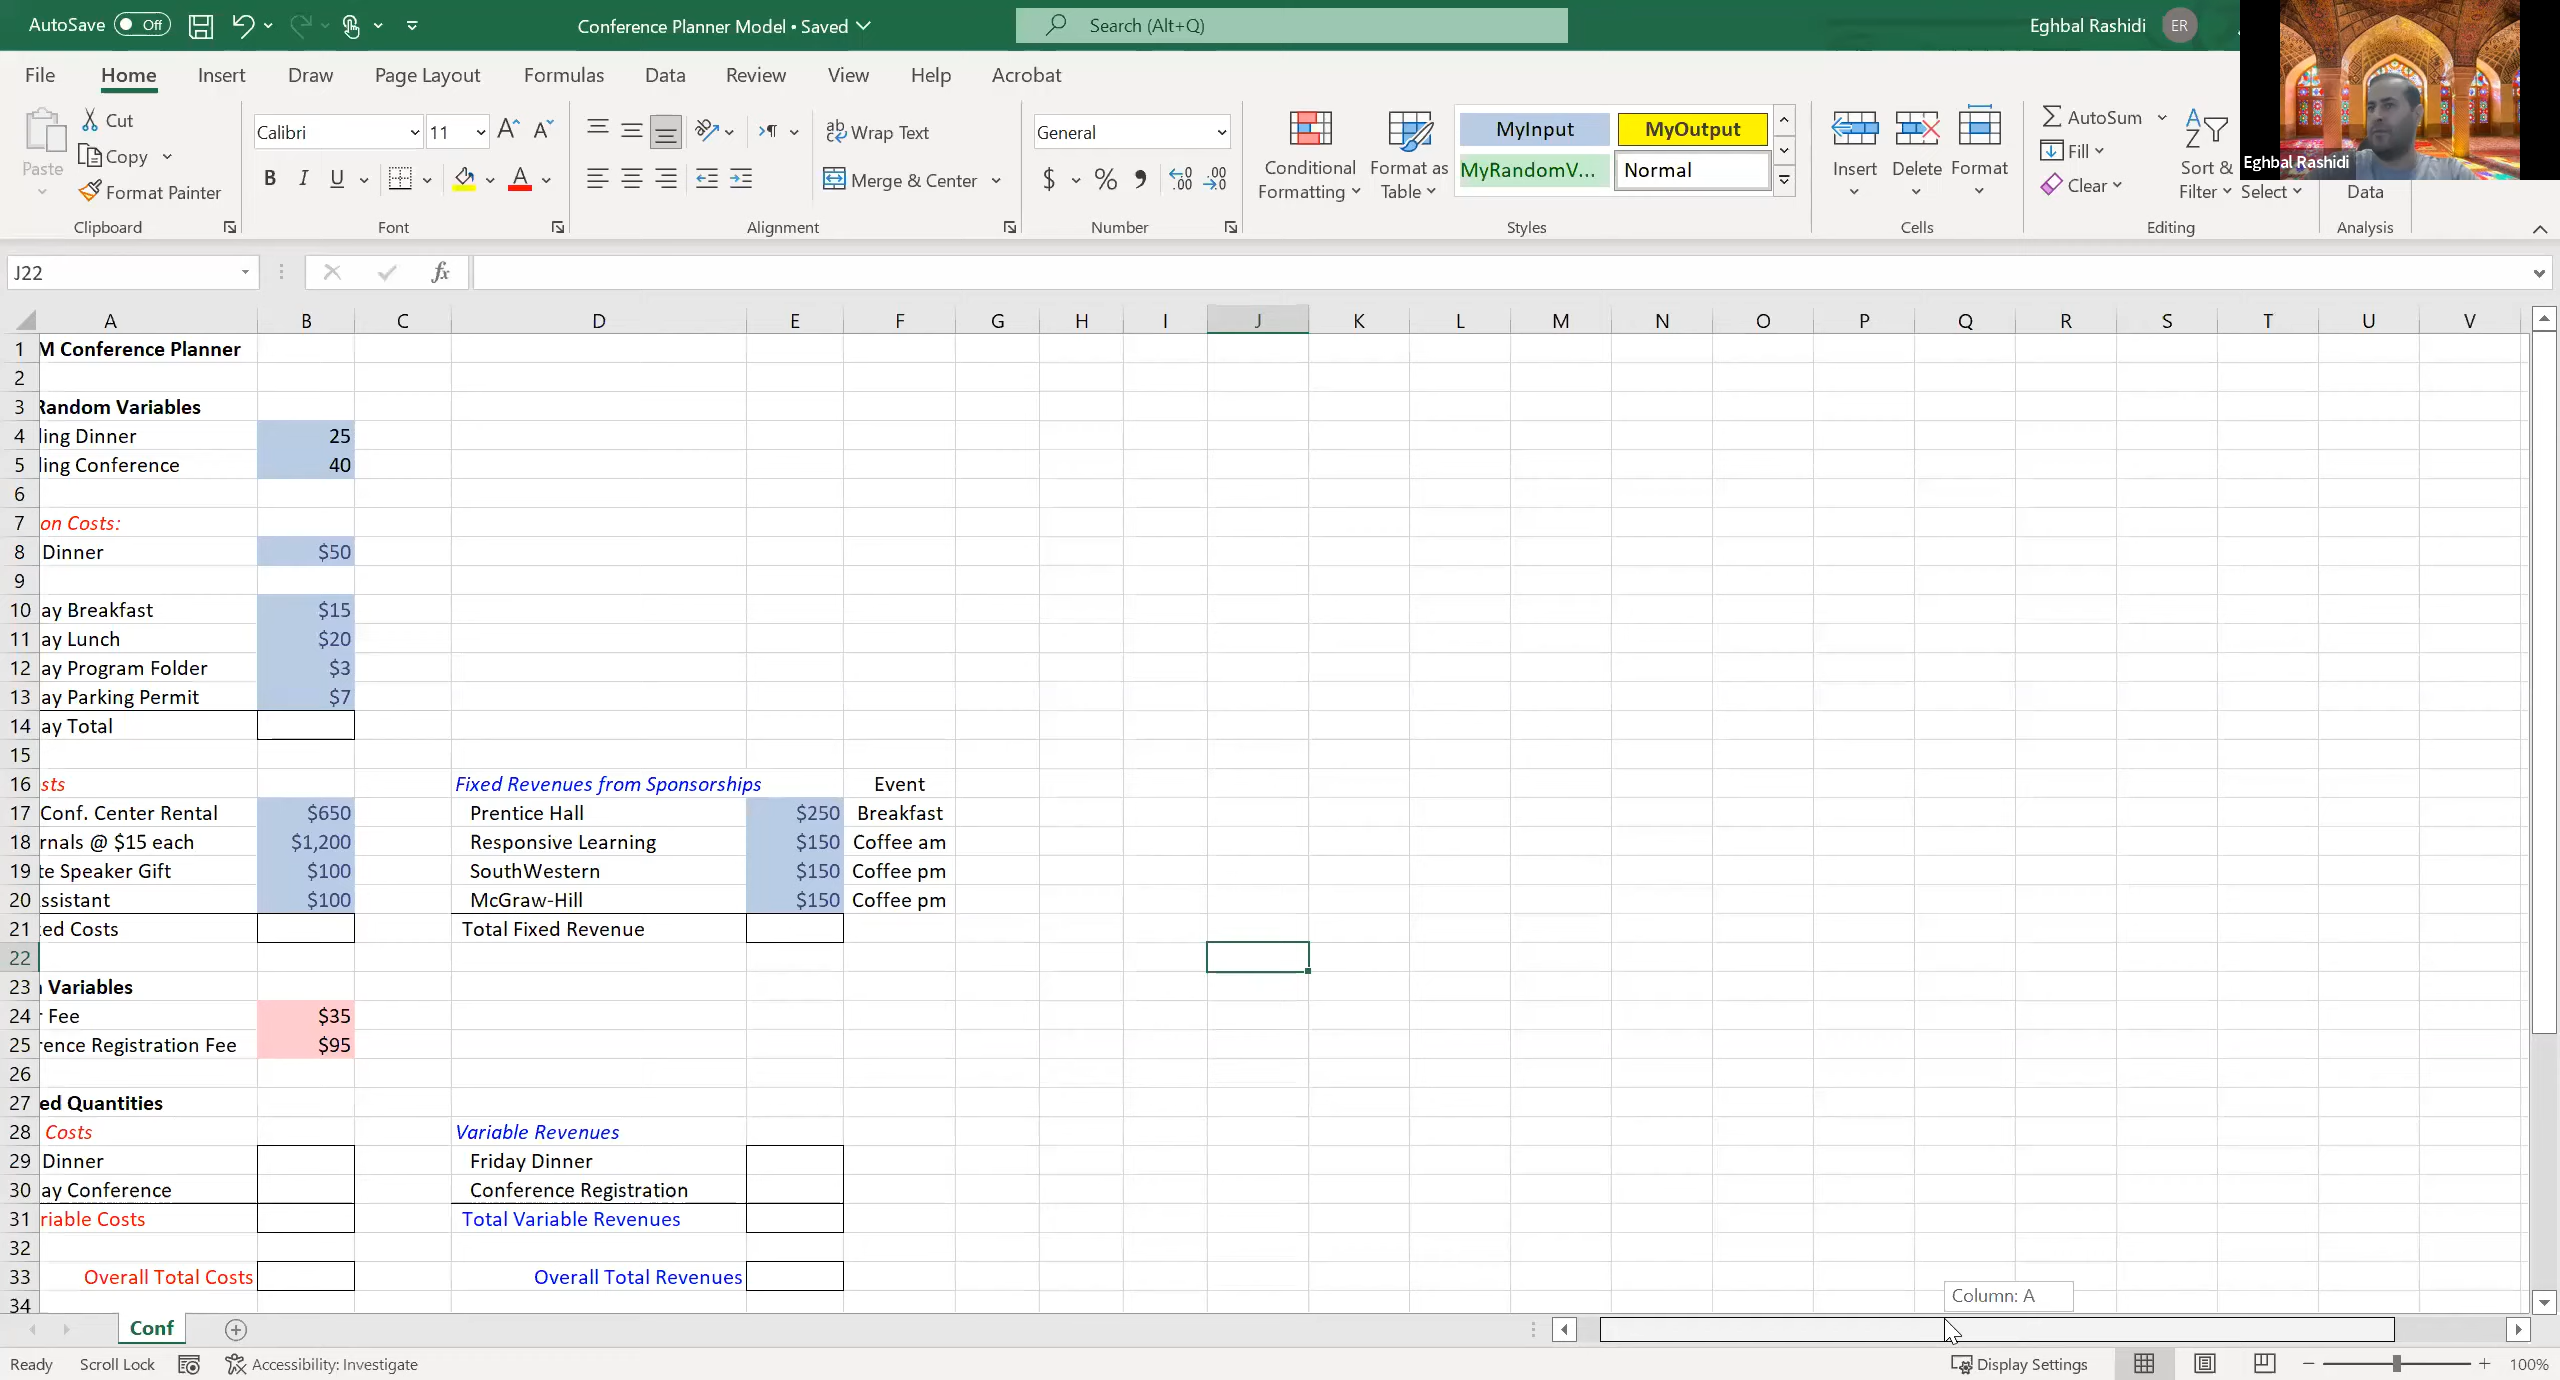 AutoSave Off Conference Planner Model • Saved Search (Alt+Q) Eghbal Rashidi ER
File Home Insert Draw Page Layout Formulas Data Review View Help Acrobat
Paste Cut Calibri 11 Wrap Text General Conditional Formatting Format as Table MyInput MyOutput Insert Delete Format AutoSum Sort & Filter
Copy MyRandomV... Normal Fill Eghbal Rashidi
Format Painter B I U Merge & Center $ % Clear Select Data
Clipboard Font Alignment Number Styles Cells Editing Analysis
J22 fx
A B C D E F G H I J K L M N O P Q R S T U V
1 M Conference Planner
2
3 Random Variables
4 ling Dinner 25
5 ling Conference 40
6
7 on Costs:
8 Dinner $50
9
10 ay Breakfast $15
11 ay Lunch $20
12 ay Program Folder $3
13 ay Parking Permit $7
14 ay Total
15
16 sts Fixed Revenues from Sponsorships Event
17 Conf. Center Rental $650 Prentice Hall $250 Breakfast
18 rnals @ $15 each $1,200 Responsive Learning $150 Coffee am
19 te Speaker Gift $100 SouthWestern $150 Coffee pm
20 ssistant $100 McGraw-Hill $150 Coffee pm
21 ed Costs Total Fixed Revenue
22
23 Variables
24 Fee $35
25 rence Registration Fee $95
26
27 ed Quantities
28 Costs Variable Revenues
29 Dinner Friday Dinner
30 ay Conference Conference Registration
31 riable Costs Total Variable Revenues
32
33 Overall Total Costs Overall Total Revenues
34 Column: A
Conf
Ready Scroll Lock Accessibility: Investigate Display Settings 100%